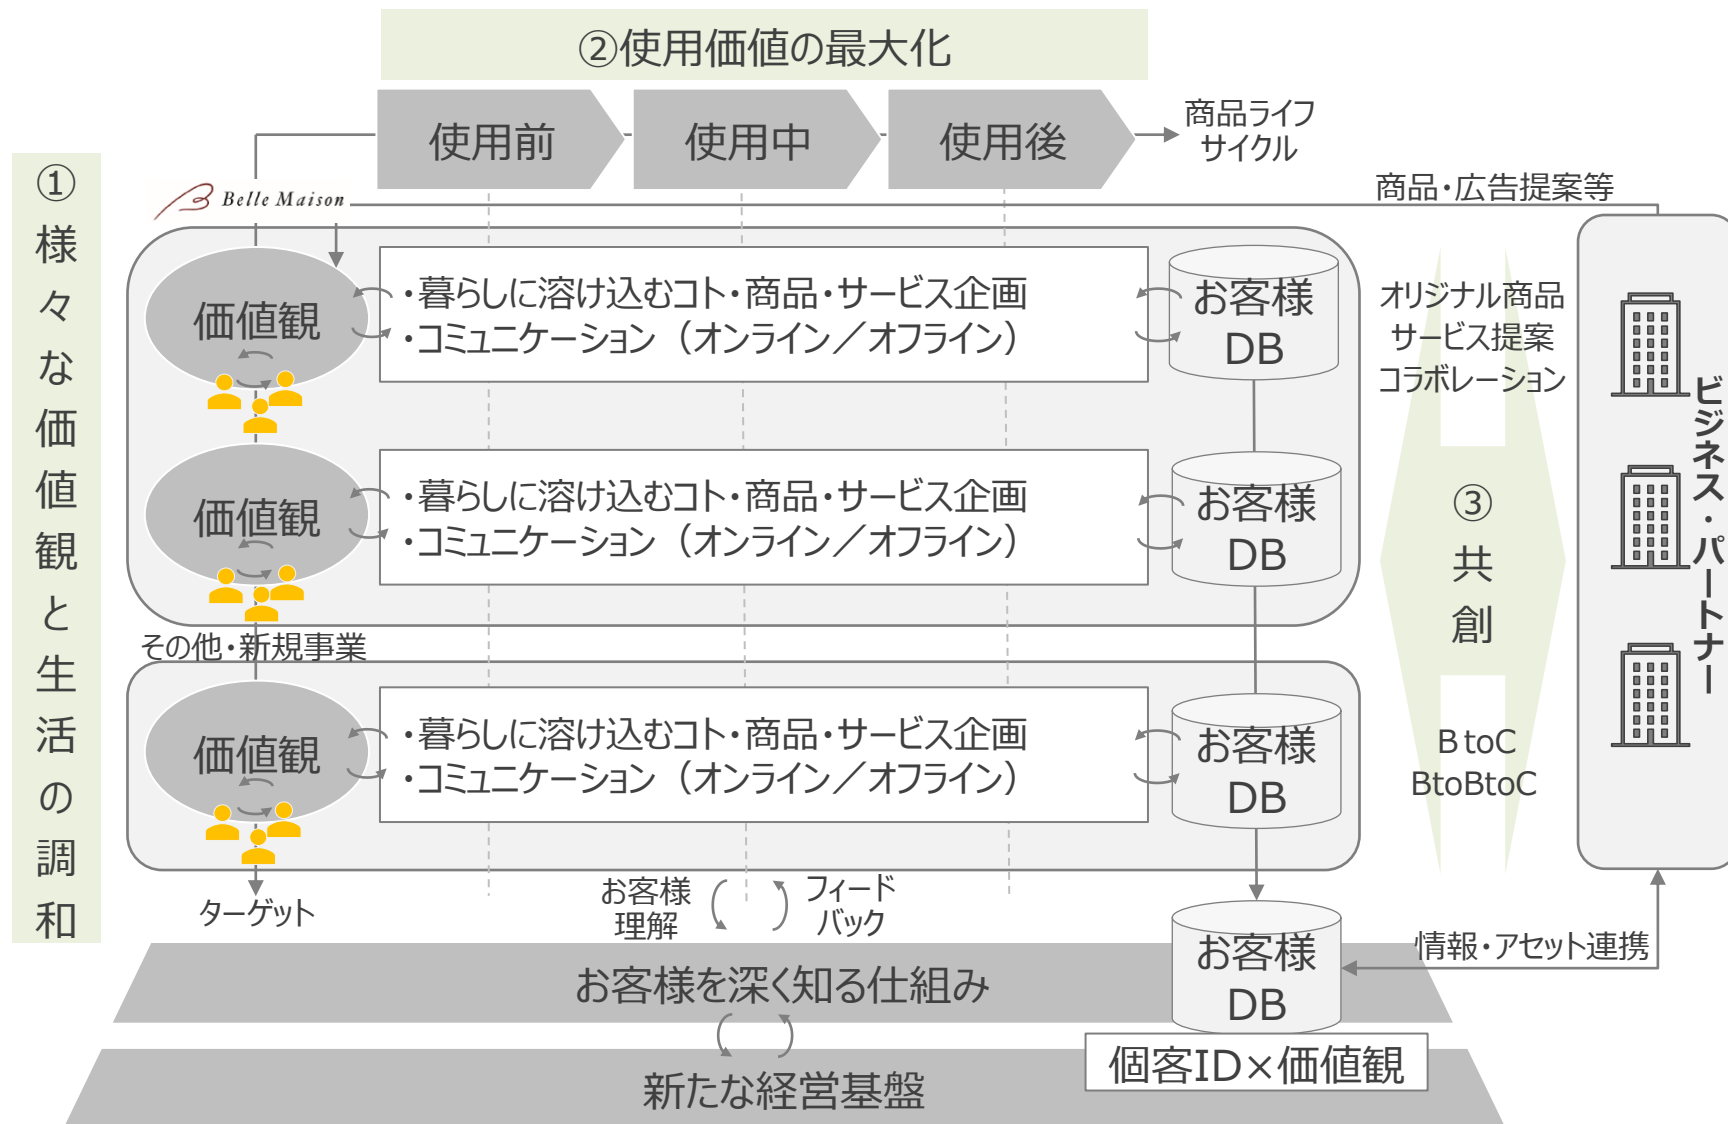 ②使用価値の最大化
使用前
使用中
使用後
商品ライフ
サイクル
①様々な価値観と生活の調和
Belle Maison
商品・広告提案等
価値観
・暮らしに溶け込むコト・商品・サービス企画
・コミュニケーション（オンライン／オフライン）
お客様
DB
価値観
・暮らしに溶け込むコト・商品・サービス企画
・コミュニケーション（オンライン／オフライン）
お客様
DB
その他・新規事業
価値観
・暮らしに溶け込むコト・商品・サービス企画
・コミュニケーション（オンライン／オフライン）
お客様
DB
オリジナル商品
サービス提案
コラボレーション
③共創
BtoC
BtoBtoC
ビジネス・パートナー
ターゲット
お客様
理解
フィード
バック
お客様
DB
情報・アセット連携
お客様を深く知る仕組み
個客ID×価値観
新たな経営基盤